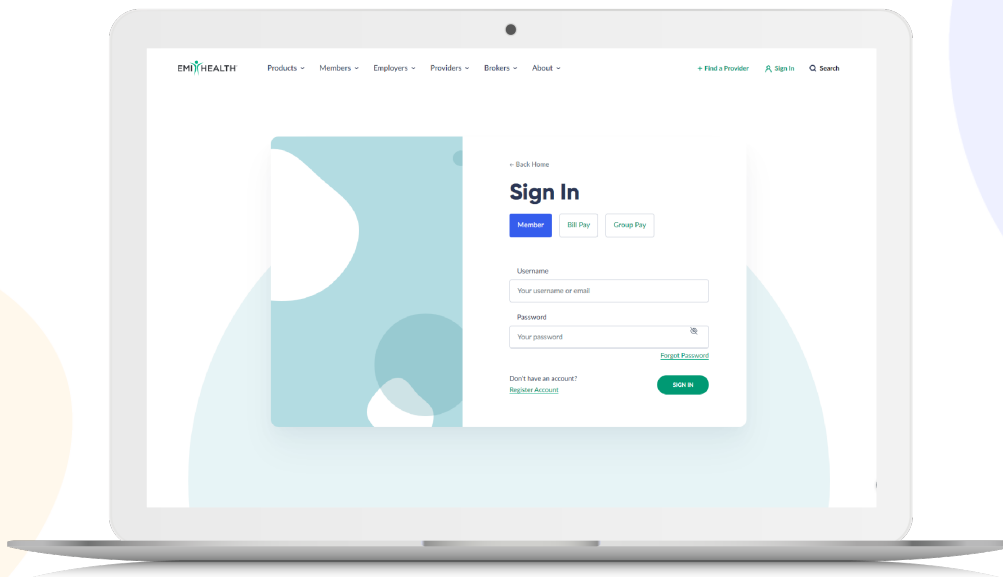 EMI HEALTH
Products Members Employers Providers Brokers About + Find a Provider Sign In Search
← Back Home
Sign In
Member Bill Pay Group Pay
Username
Your username or email
Password
Your password
Forgot Password
Don't have an account?
Register Account
SIGN IN